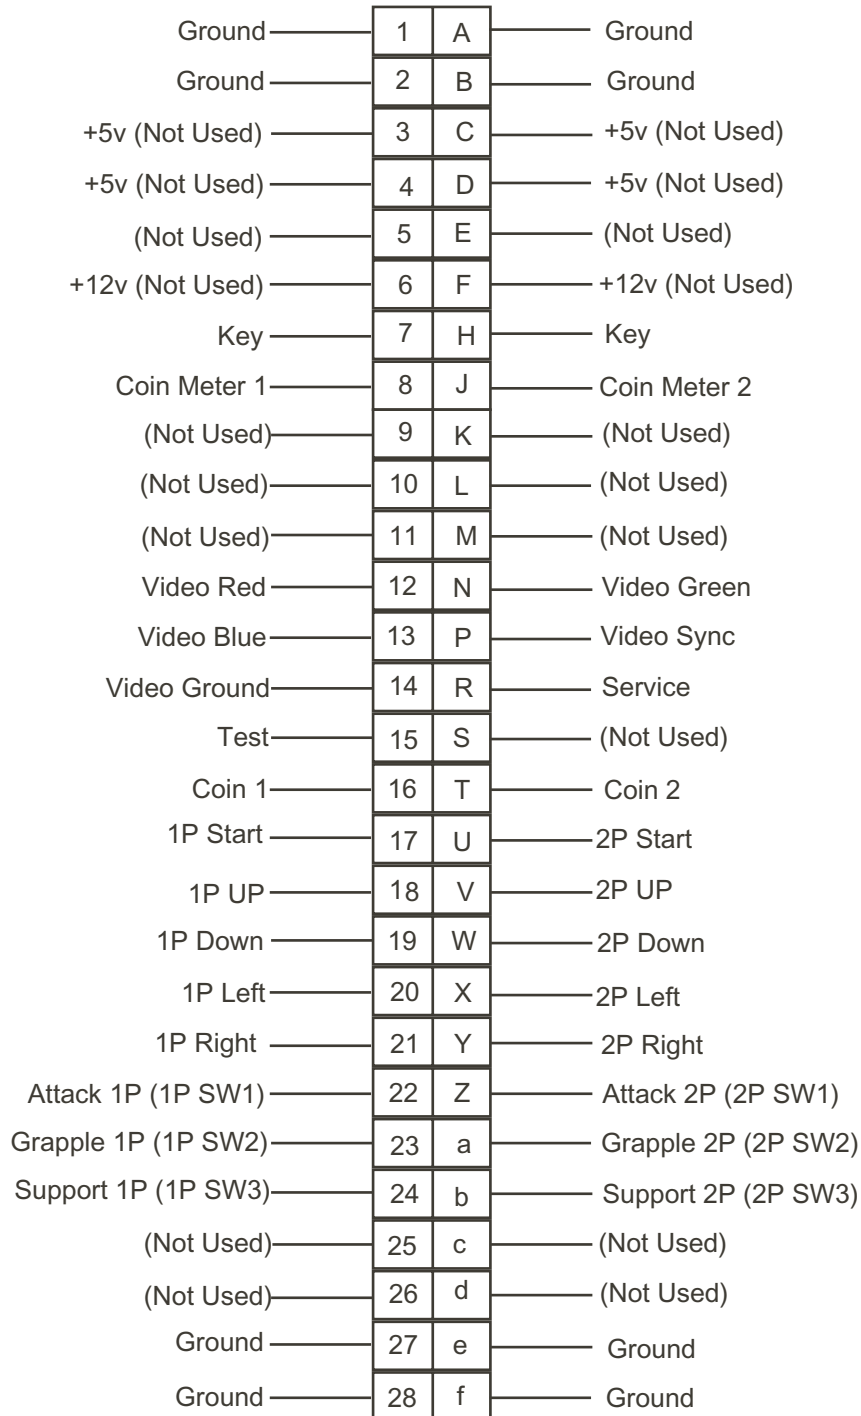 Ground 1 A Ground
Ground 2 B Ground
+5v (Not Used) 3 C +5v (Not Used)
+5v (Not Used) 4 D +5v (Not Used)
(Not Used) 5 E (Not Used)
+12v (Not Used) 6 F +12v (Not Used)
Key 7 H Key
Coin Meter 1 8 J Coin Meter 2
(Not Used) 9 K (Not Used)
(Not Used) 10 L (Not Used)
(Not Used) 11 M (Not Used)
Video Red 12 N Video Green
Video Blue 13 P Video Sync
Video Ground 14 R Service
Test 15 S (Not Used)
Coin 1 16 T Coin 2
1P Start 17 U 2P Start
1P UP 18 V 2P UP
1P Down 19 W 2P Down
1P Left 20 X 2P Left
1P Right 21 Y 2P Right
Attack 1P (1P SW1) 22 Z Attack 2P (2P SW1)
Grapple 1P (1P SW2) 23 a Grapple 2P (2P SW2)
Support 1P (1P SW3) 24 b Support 2P (2P SW3)
(Not Used) 25 c (Not Used)
(Not Used) 26 d (Not Used)
Ground 27 e Ground
Ground 28 f Ground